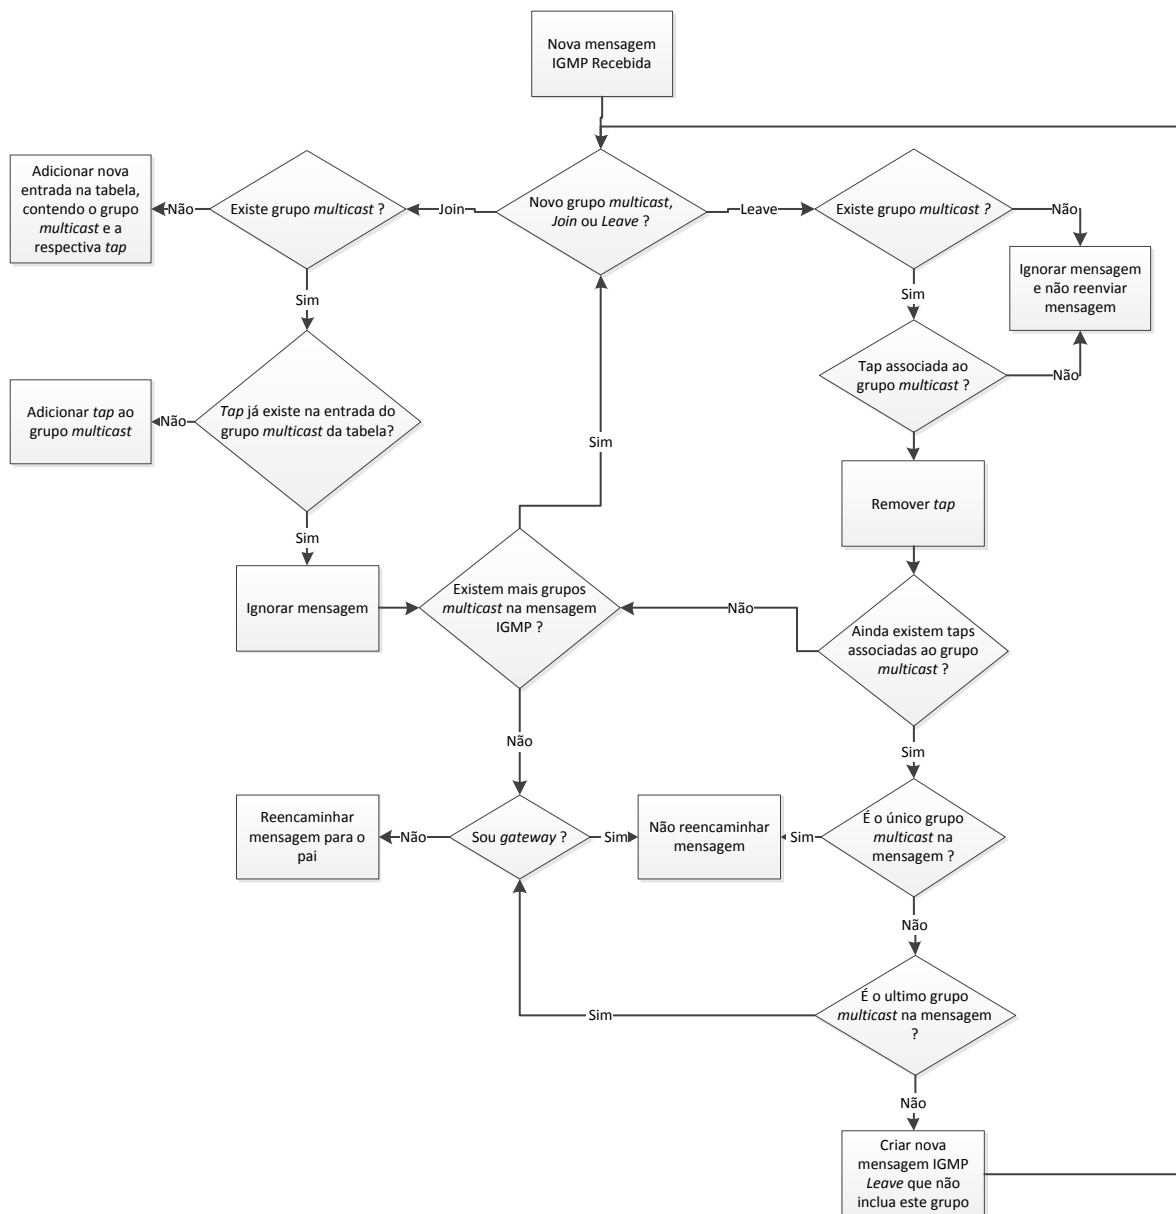 Nova mensagem
IGMP Recebida
Adicionar nova
entrada na tabela,
contendo o grupo
multicast e a
respectiva tap
Não
Existe grupo multicast ?
Join
Novo grupo multicast,
Join ou Leave ?
Leave
Existe grupo multicast ?
Não
Ignorar mensagem
e não reenviar
mensagem
Sim
Sim
Tap associada ao
grupo multicast ?
Não
Adicionar tap ao
grupo multicast
Não
Tap já existe na entrada do
grupo multicast da tabela?
Sim
Remover tap
Sim
Ignorar mensagem
Existem mais grupos
multicast na mensagem
IGMP ?
Não
Ainda existem taps
associadas ao grupo
multicast ?
Não
Sim
Reencaminhar
mensagem para o
pai
Não
Sou gateway ?
Sim
Não reencaminhar
mensagem
Sim
É o único grupo
multicast na
mensagem ?
Não
É o ultimo grupo
multicast na mensagem
?
Sim
Não
Criar nova
mensagem IGMP
Leave que não
inclua este grupo